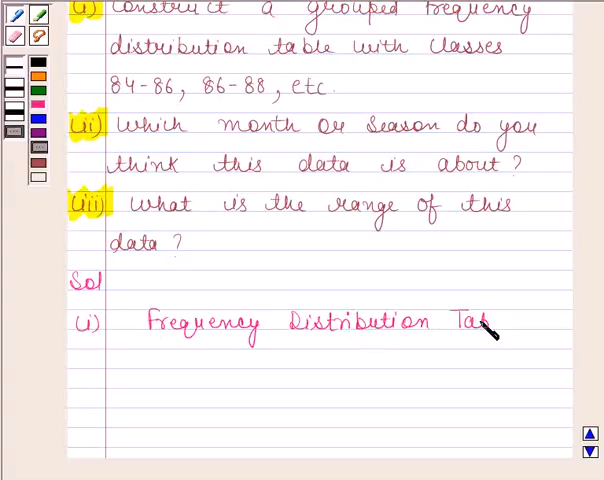 (i) Construct a grouped frequency
distribution table with classes
84-86, 86-88, etc.
(ii) Which month or season do you
think this data is about?
(iii) What is the range of this
data?
Sol
(i) Frequency Distribution Tab